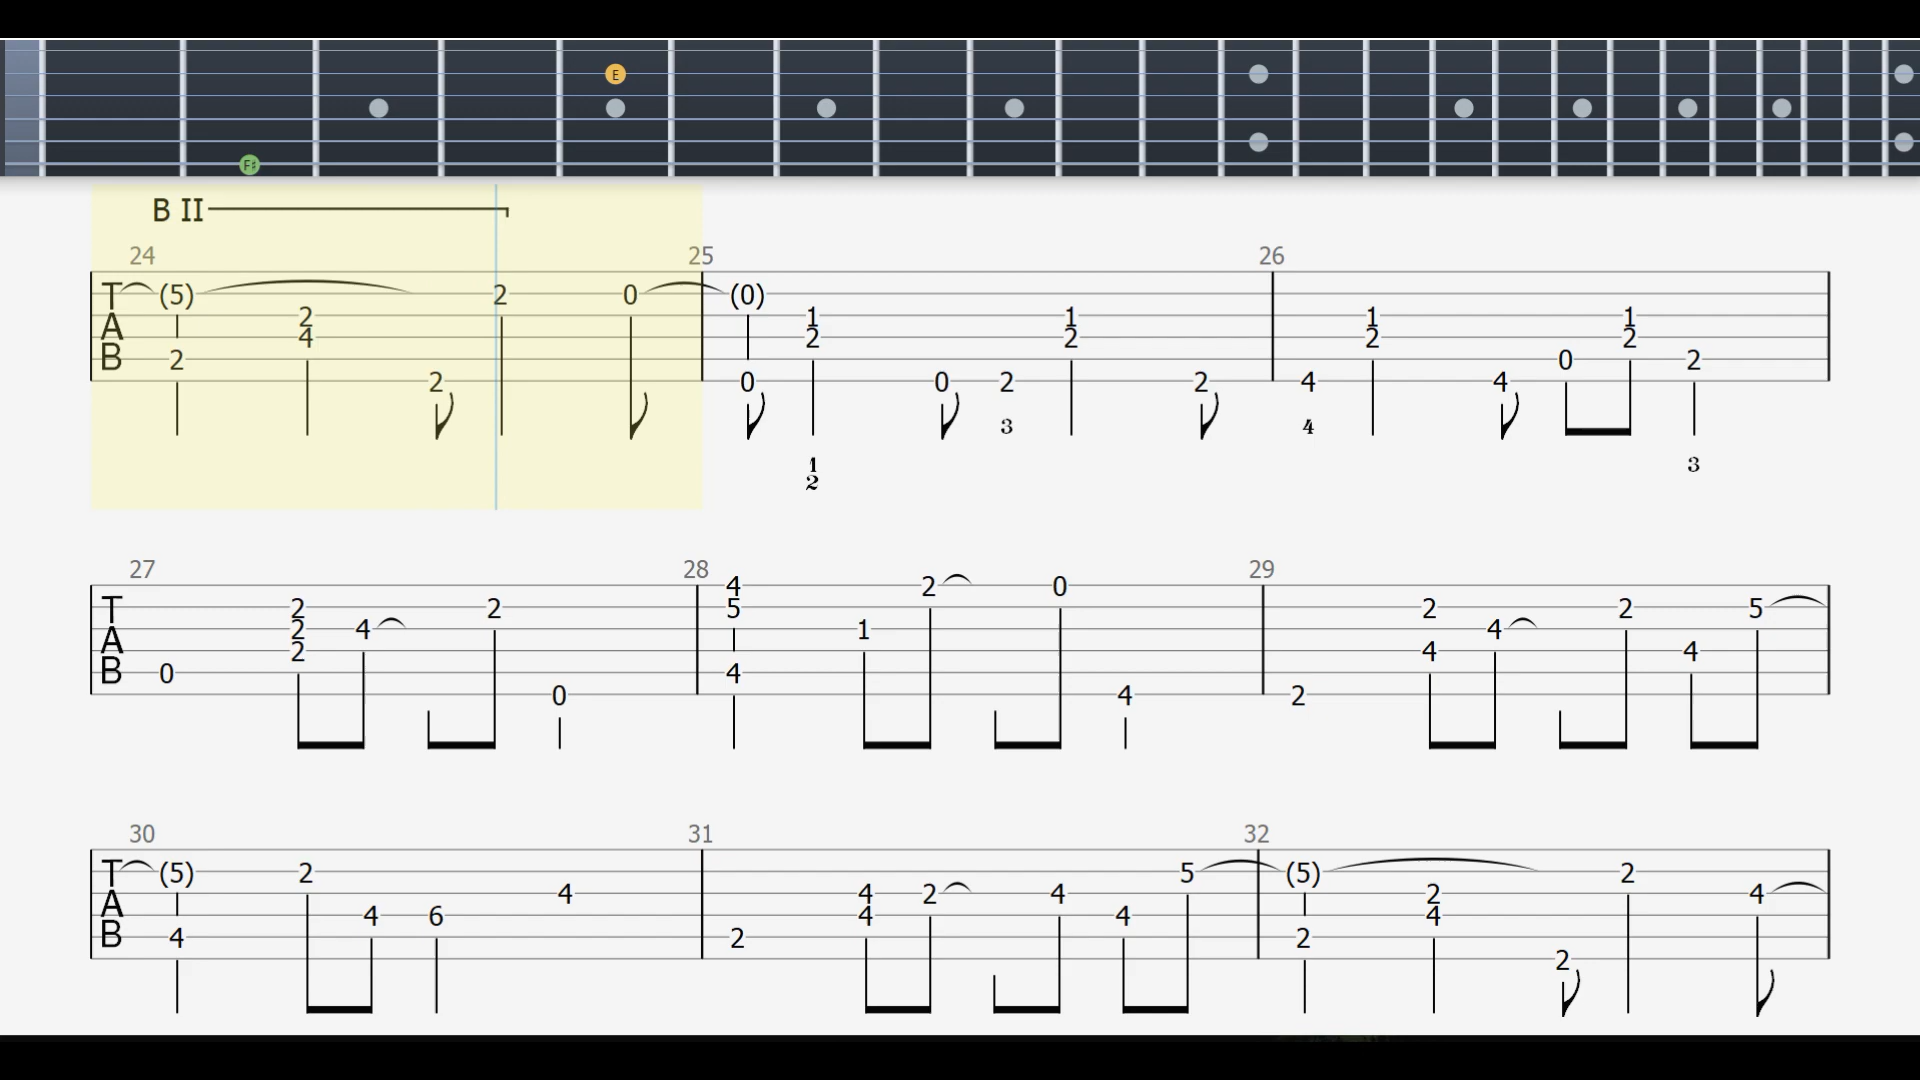 E
F♯
B II
24 25 26
T (5) 2 0 (0)
A 2 1 1 1 1
4 2 2 2 2
B 2 0 2
2 0 0 2 2 4 4
3 4
1 3
2
27 28 29
4 2 0
T 2 2 5 2 2 5
A 2 4 1 4
2 4 4
B 0 4
0 4 2
30 31 32
T (5) 2 5 (5) 2
A 4 4 2 4 2 4
4 6 4 4 4
B 4 2 2
2